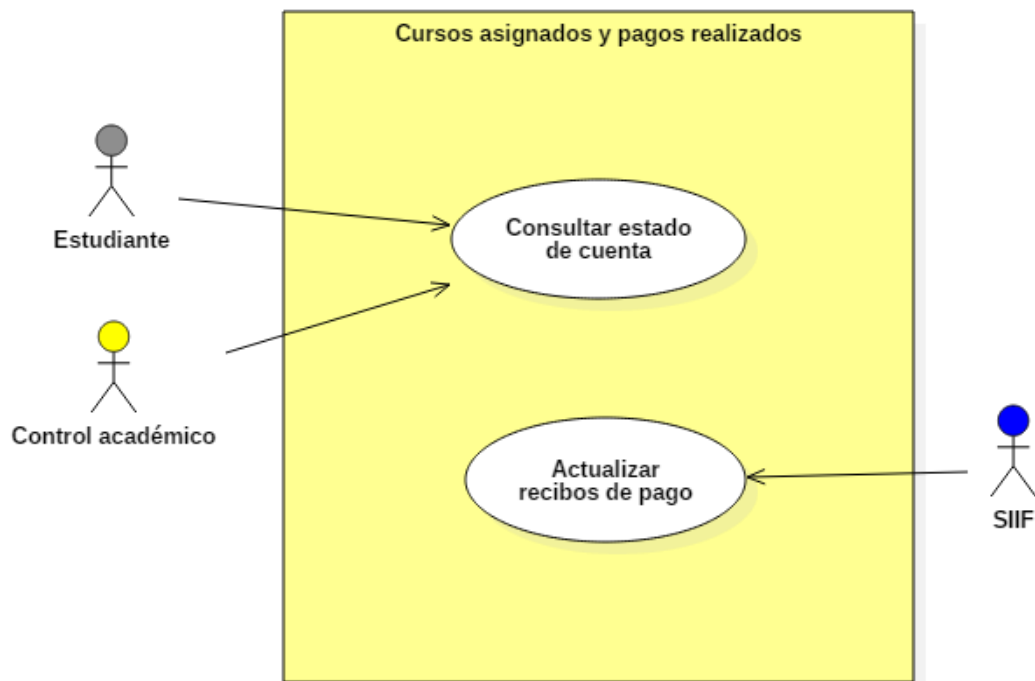 Cursos asignados y pagos realizados
Estudiante
Consultar estado
de cuenta
Control académico
Actualizar
recibos de pago
SIIF